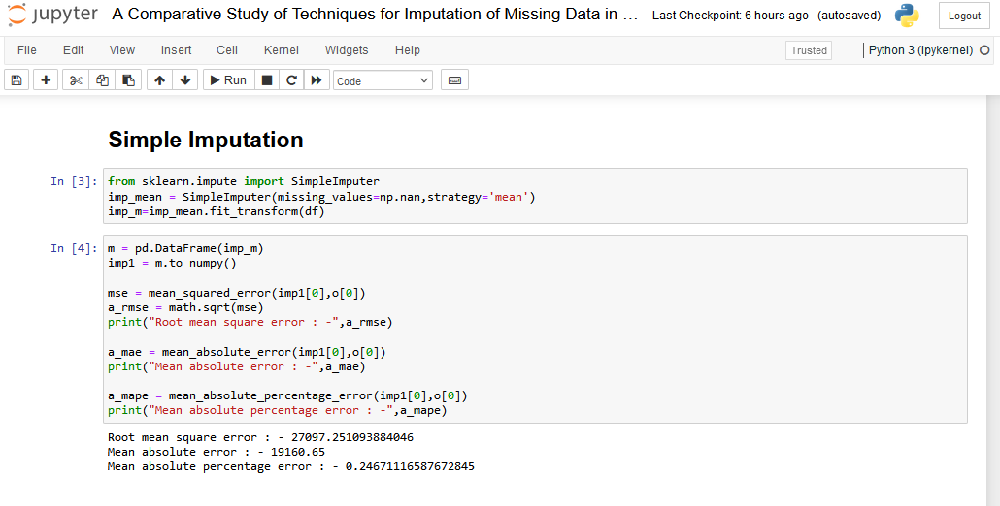 jupyter A Comparative Study of Techniques for Imputation of Missing Data in ... Last Checkpoint: 6 hours ago (autosaved) Logout
File Edit View Insert Cell Kernel Widgets Help Trusted Python 3 (ipykernel)
Run Code
Simple Imputation
In [3]: from sklearn.impute import SimpleImputer
imp_mean = SimpleImputer(missing_values=np.nan,strategy='mean')
imp_m=imp_mean.fit_transform(df)
In [4]: m = pd.DataFrame(imp_m)
imp1 = m.to_numpy()
mse = mean_squared_error(imp1[0],o[0])
a_rmse = math.sqrt(mse)
print("Root mean square error : -",a_rmse)
a_mae = mean_absolute_error(imp1[0],o[0])
print("Mean absolute error : -",a_mae)
a_mape = mean_absolute_percentage_error(imp1[0],o[0])
print("Mean absolute percentage error : -",a_mape)
Root mean square error : - 27097.251093884046
Mean absolute error : - 19160.65
Mean absolute percentage error : - 0.24671116587672845